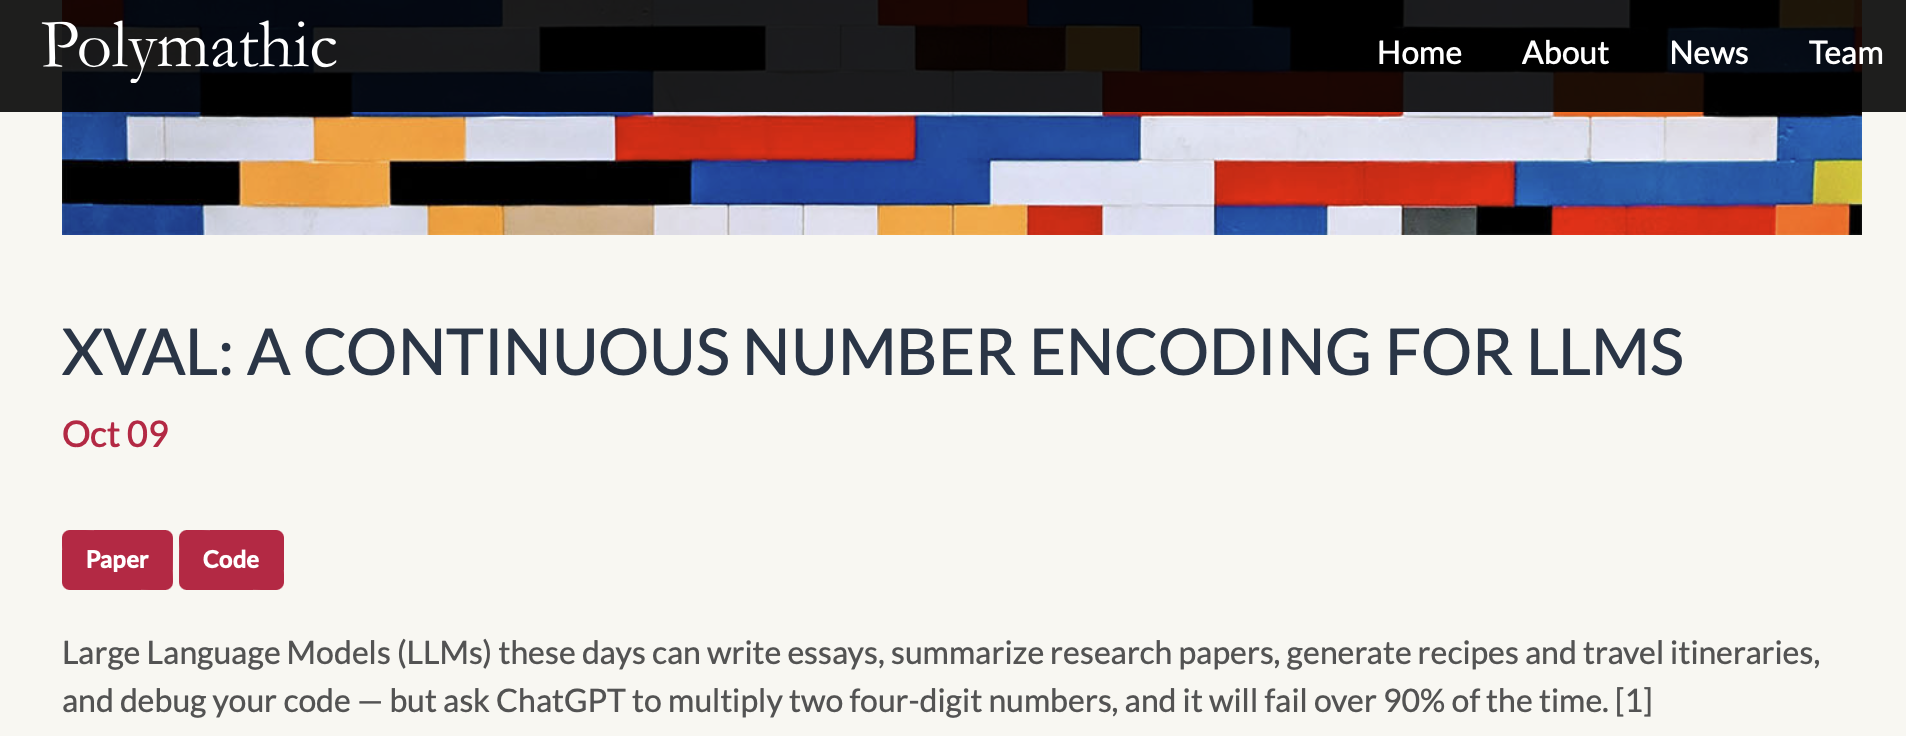 Polymathic
Home About News Team
XVAL: A CONTINUOUS NUMBER ENCODING FOR LLMS
Oct 09
Paper Code
Large Language Models (LLMs) these days can write essays, summarize research papers, generate recipes and travel itineraries,
and debug your code — but ask ChatGPT to multiply two four-digit numbers, and it will fail over 90% of the time. [1]